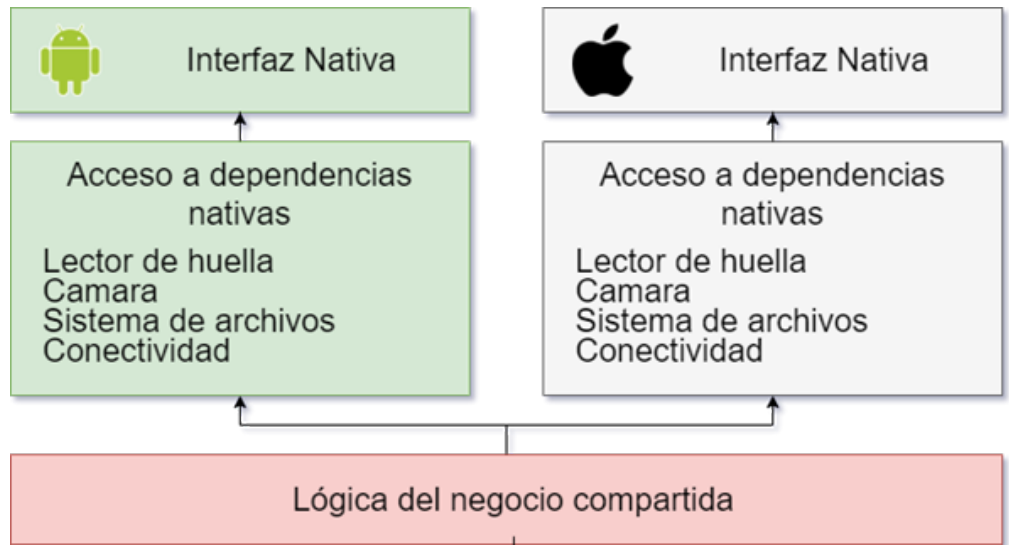 Interfaz Nativa
Interfaz Nativa
Acceso a dependencias
nativas
Lector de huella
Camara
Sistema de archivos
Conectividad
Acceso a dependencias
nativas
Lector de huella
Camara
Sistema de archivos
Conectividad
Lógica del negocio compartida